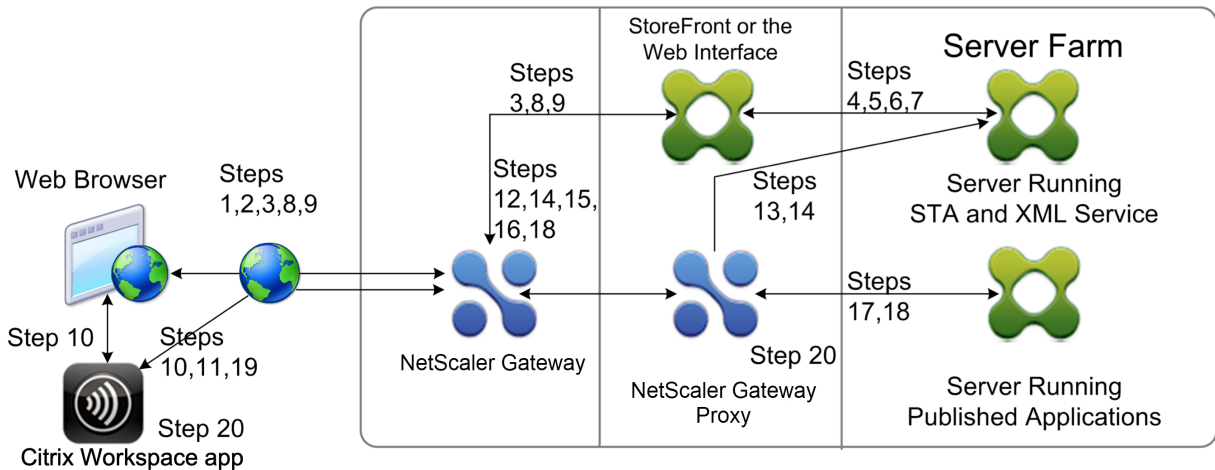 StoreFront or the
Web Interface
Server Farm
Steps
3,8,9
Steps
4,5,6,7
Web Browser
Steps
1,2,3,8,9
Steps
12,14,15,
16,18
Steps
13,14
Server Running
STA and XML Service
Step 10
Steps
10,11,19
NetScaler Gateway
Step 20
NetScaler Gateway
Proxy
Steps
17,18
Server Running
Published Applications
Step 20
Citrix Workspace app